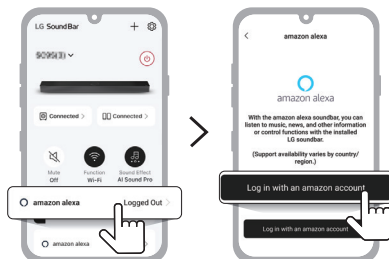 LG SoundBar
Connected >
Connected >
Mute
Off
Function
Wi-Fi
Sound Effect
AI Sound Pro
amazon alexa
Logged Out >
amazon alexa
amazon alexa
amazon alexa
With the amazon alexa soundbar, you can
listen to music, news, and other information
or control functions with the installed
LG soundbar.
(Support availability varies by country/
region.)
Log in with an amazon account
Log in with an amazon account